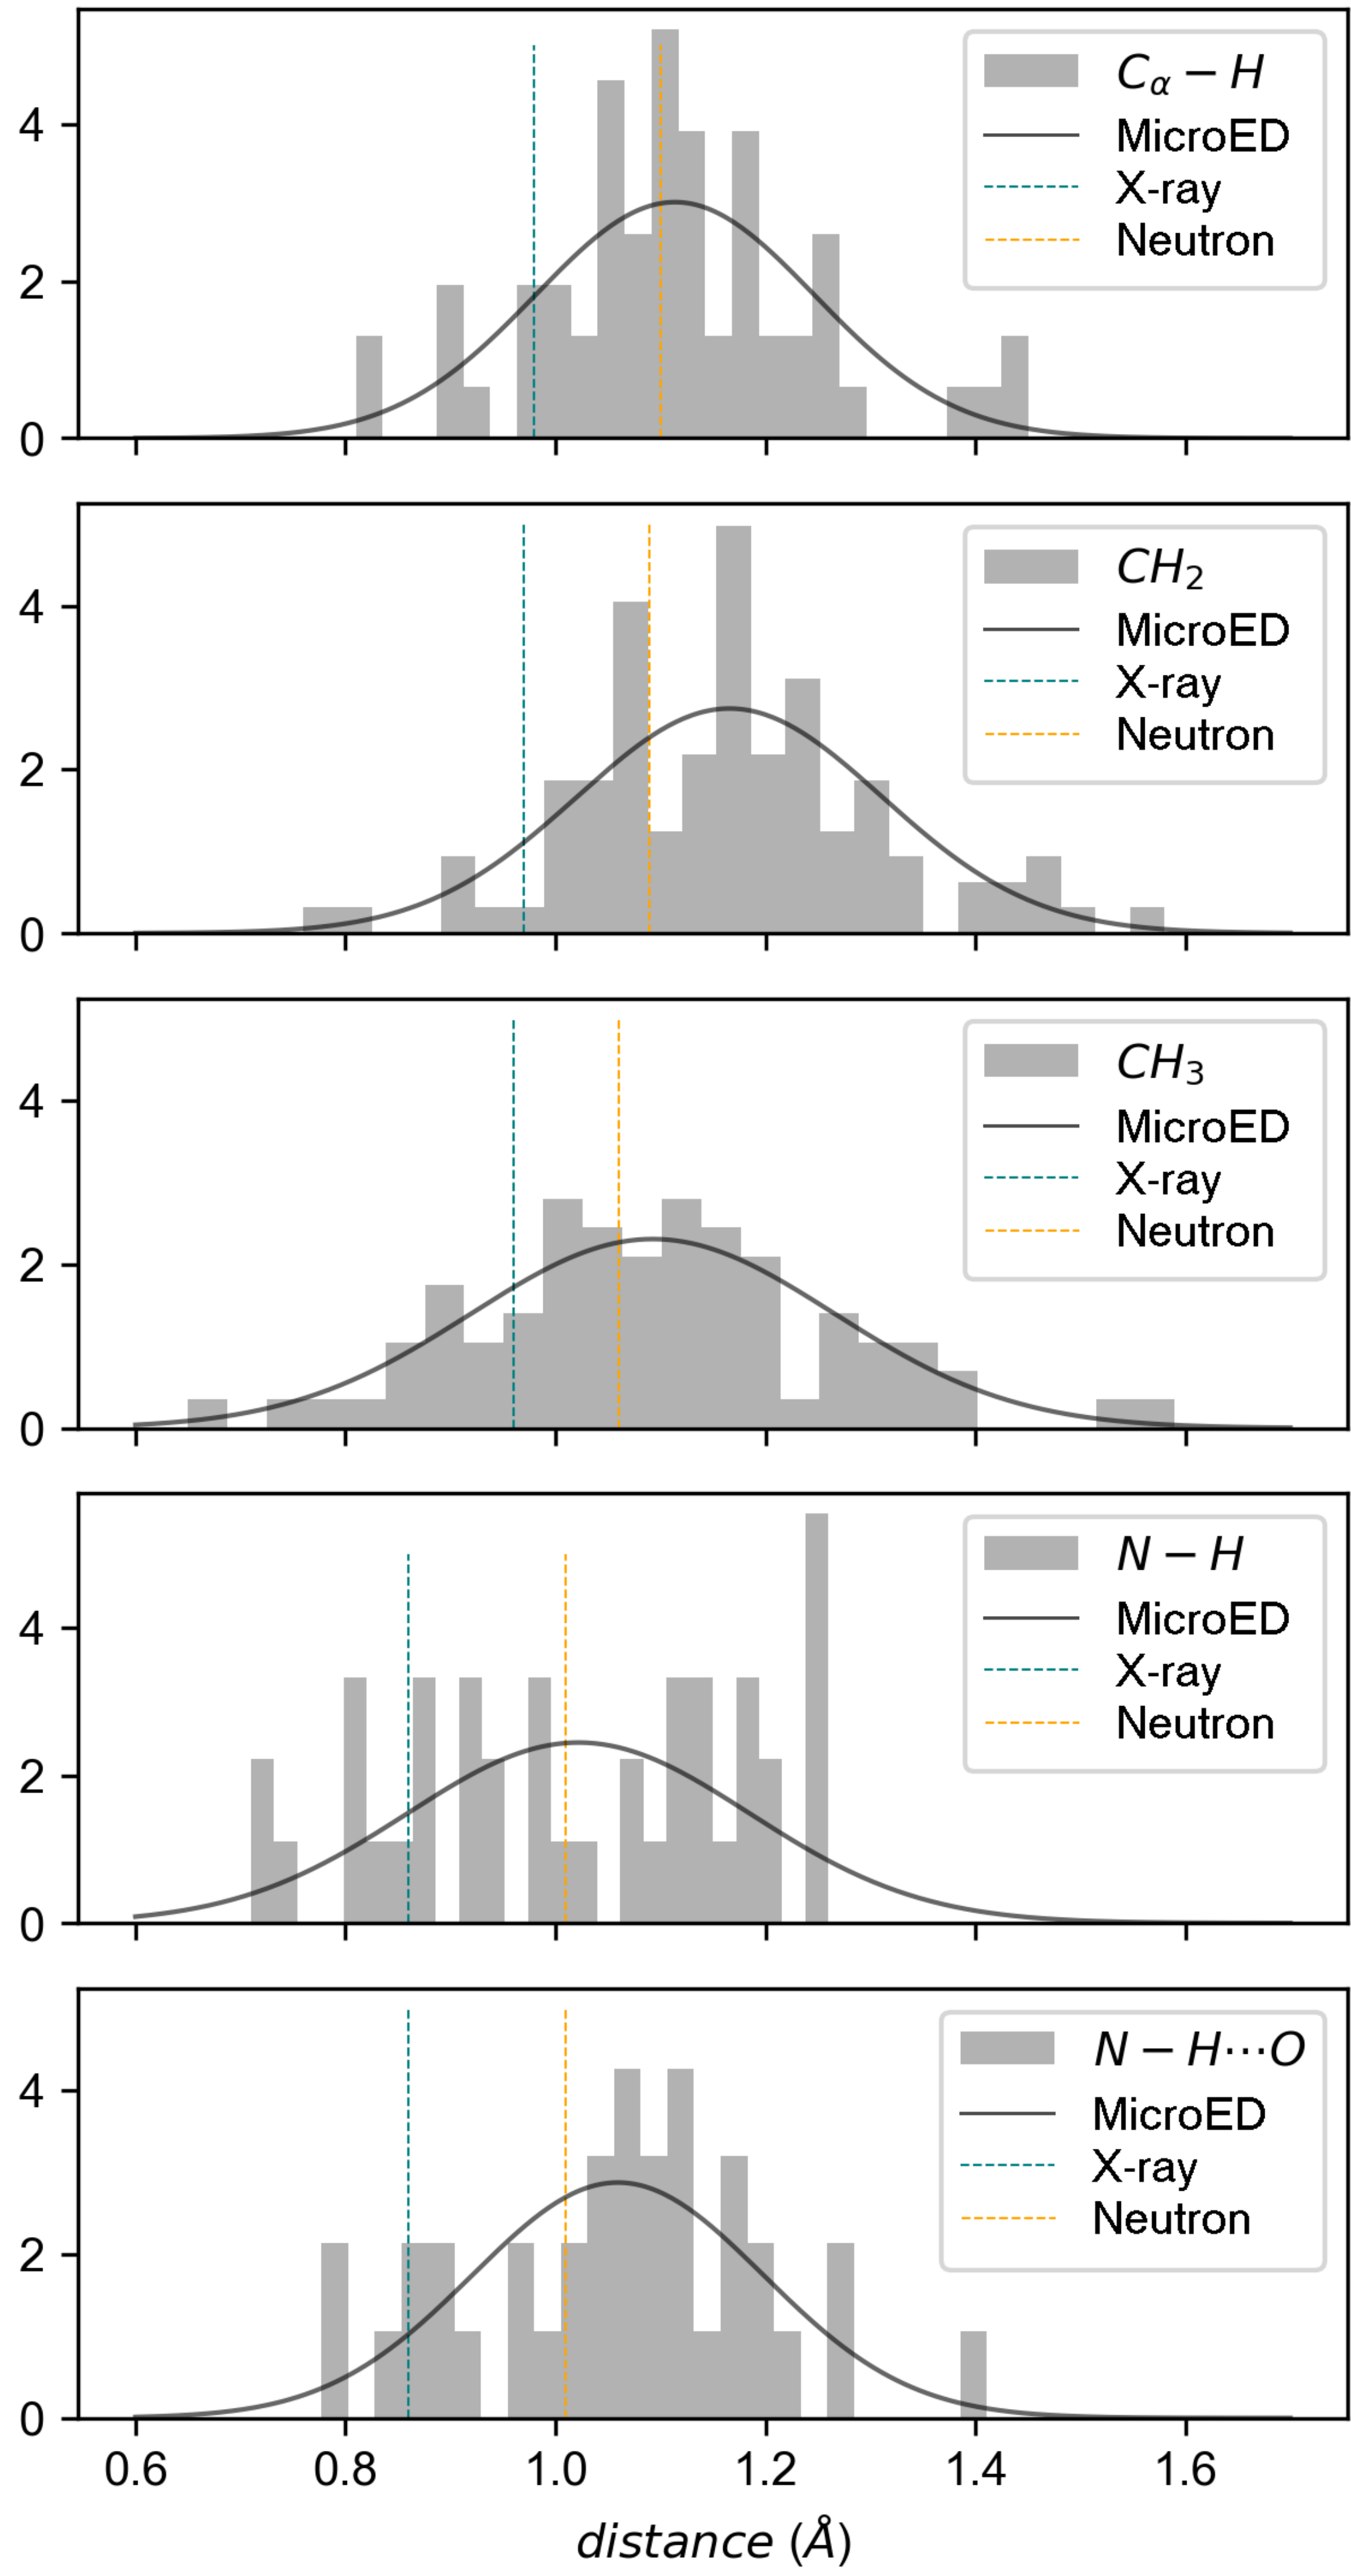 4
2
0
Cα − H
MicroED
X-ray
Neutron
4
2
0
CH2
MicroED
X-ray
Neutron
4
2
0
CH3
MicroED
X-ray
Neutron
4
2
0
N − H
MicroED
X-ray
Neutron
4
2
0
N − H⋯O
MicroED
X-ray
Neutron
0.6 0.8 1.0 1.2 1.4 1.6
distance (Å)